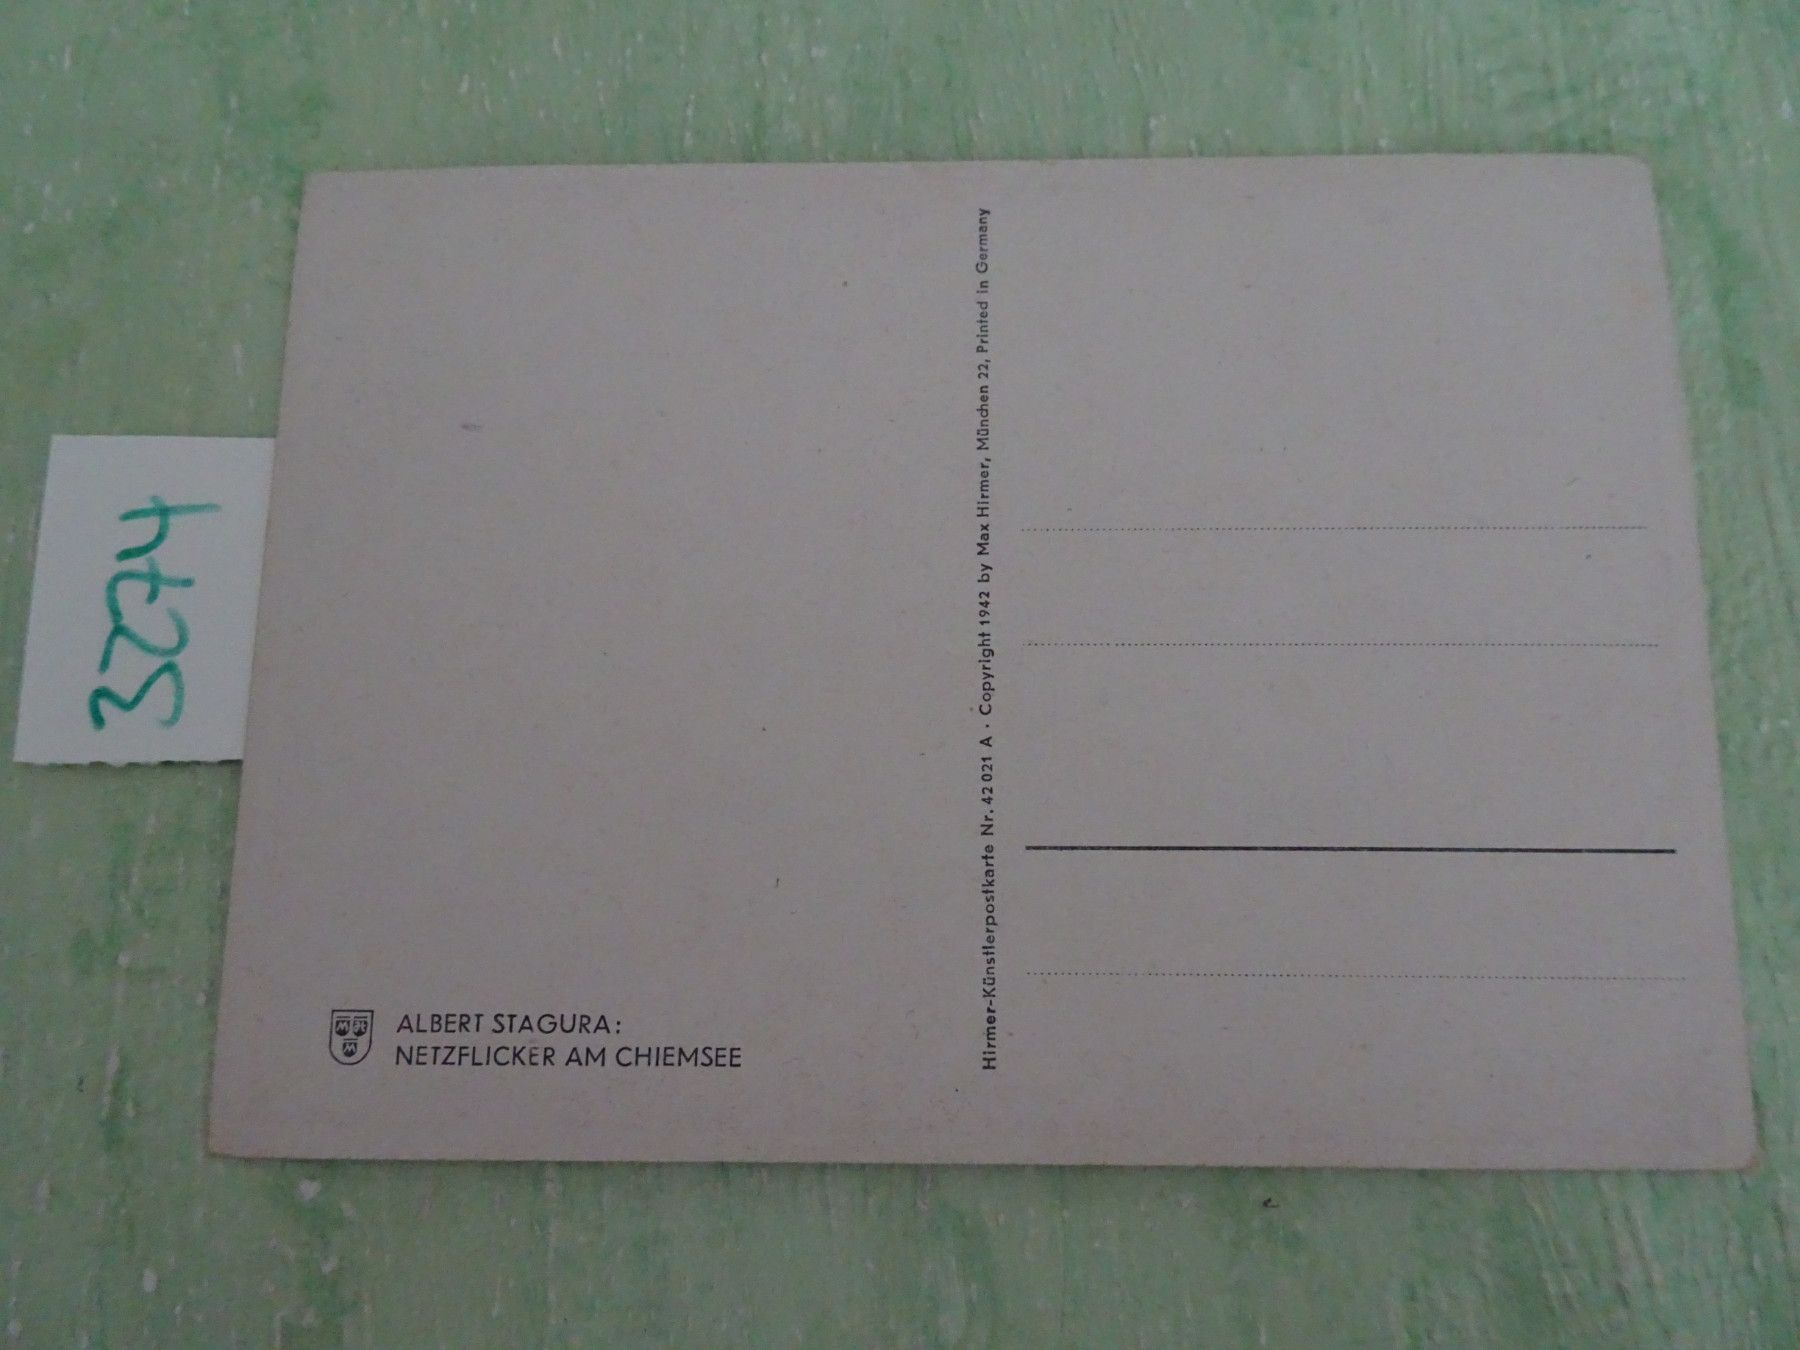 3274
Hirmer-Künstlerpostkarte Nr. 42 021 A · Copyright 1942 by Max Hirmer, München 22, Printed in Germany
ALBERT STAGURA:
NETZFLICKER AM CHIEMSEE